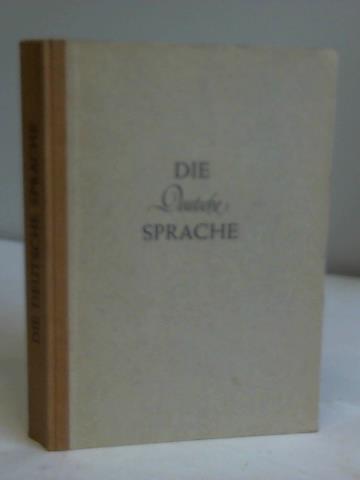 DIE
Deutsche
SPRACHE
DIE DEUTSCHE SPRACHE